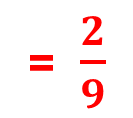 = 2/9